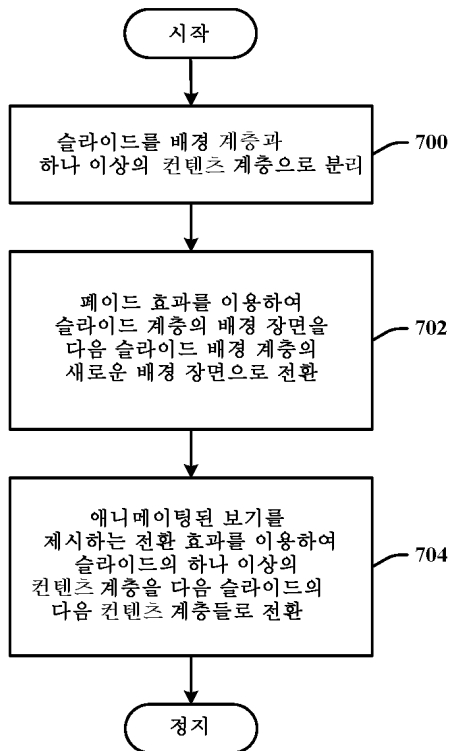 시작
슬라이드를 배경 계층과
하나 이상의 컨텐츠 계층으로 분리
700
페이드 효과를 이용하여
슬라이드 계층의 배경 장면을
다음 슬라이드 배경 계층의
새로운 배경 장면으로 전환
702
애니메이팅된 보기를
제시하는 전환 효과를 이용하여
슬라이드의 하나 이상의
컨텐츠 계층을 다음 슬라이드의
다음 컨텐츠 계층들로 전환
704
정지